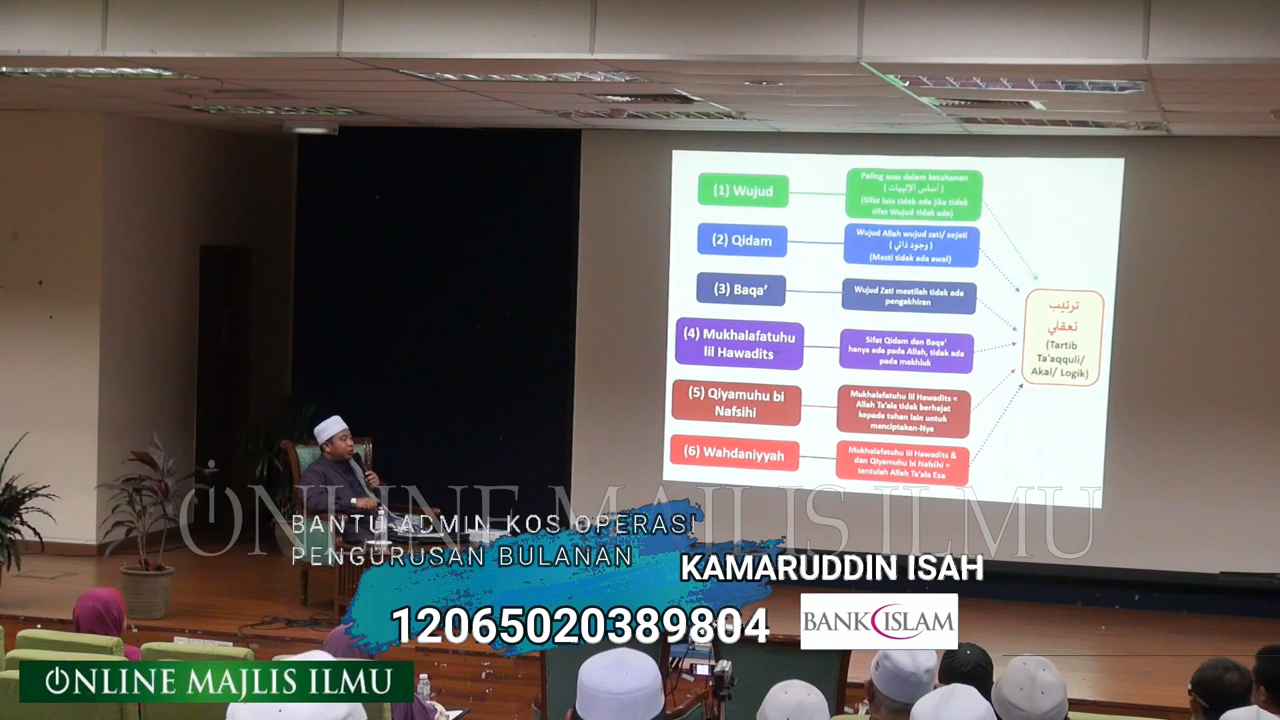 (1) Wujud
Paling asas dalam ketuhanan
( أساس الإلهيات )
(Sifat lain tidak ada jika tidak
sifat Wujud tidak ada)
(2) Qidam
Wujud Allah wujud zati/ sejati
( وجود ذاتي )
(Mesti tidak ada awal)
(3) Baqa'
Wujud Zati mestilah tidak ada
pengakhiran
(4) Mukhalafatuhu
lil Hawadits
Sifat Qidam dan Baqa'
hanya ada pada Allah, tidak ada
pada makhluk
(5) Qiyamuhu bi
Nafsihi
Mukhalafatuhu lil Hawadits =
Allah Ta'ala tidak berhajat
kepada tuhan lain untuk
menciptakan-Nya
(6) Wahdaniyyah
Mukhalafatuhu lil Hawadits &
dan Qiyamuhu bi Nafsihi =
tentulah Allah Ta'ala Esa
ترتيب
تعقلي
(Tartib
Ta'aqquli/
Akal/ Logik)
ONLINE MAJLIS ILMU
BANTU ADMIN KOS OPERASI
PENGURUSAN BULANAN
KAMARUDDIN ISAH
12065020389804
BANK ISLAM
ONLINE MAJLIS ILMU